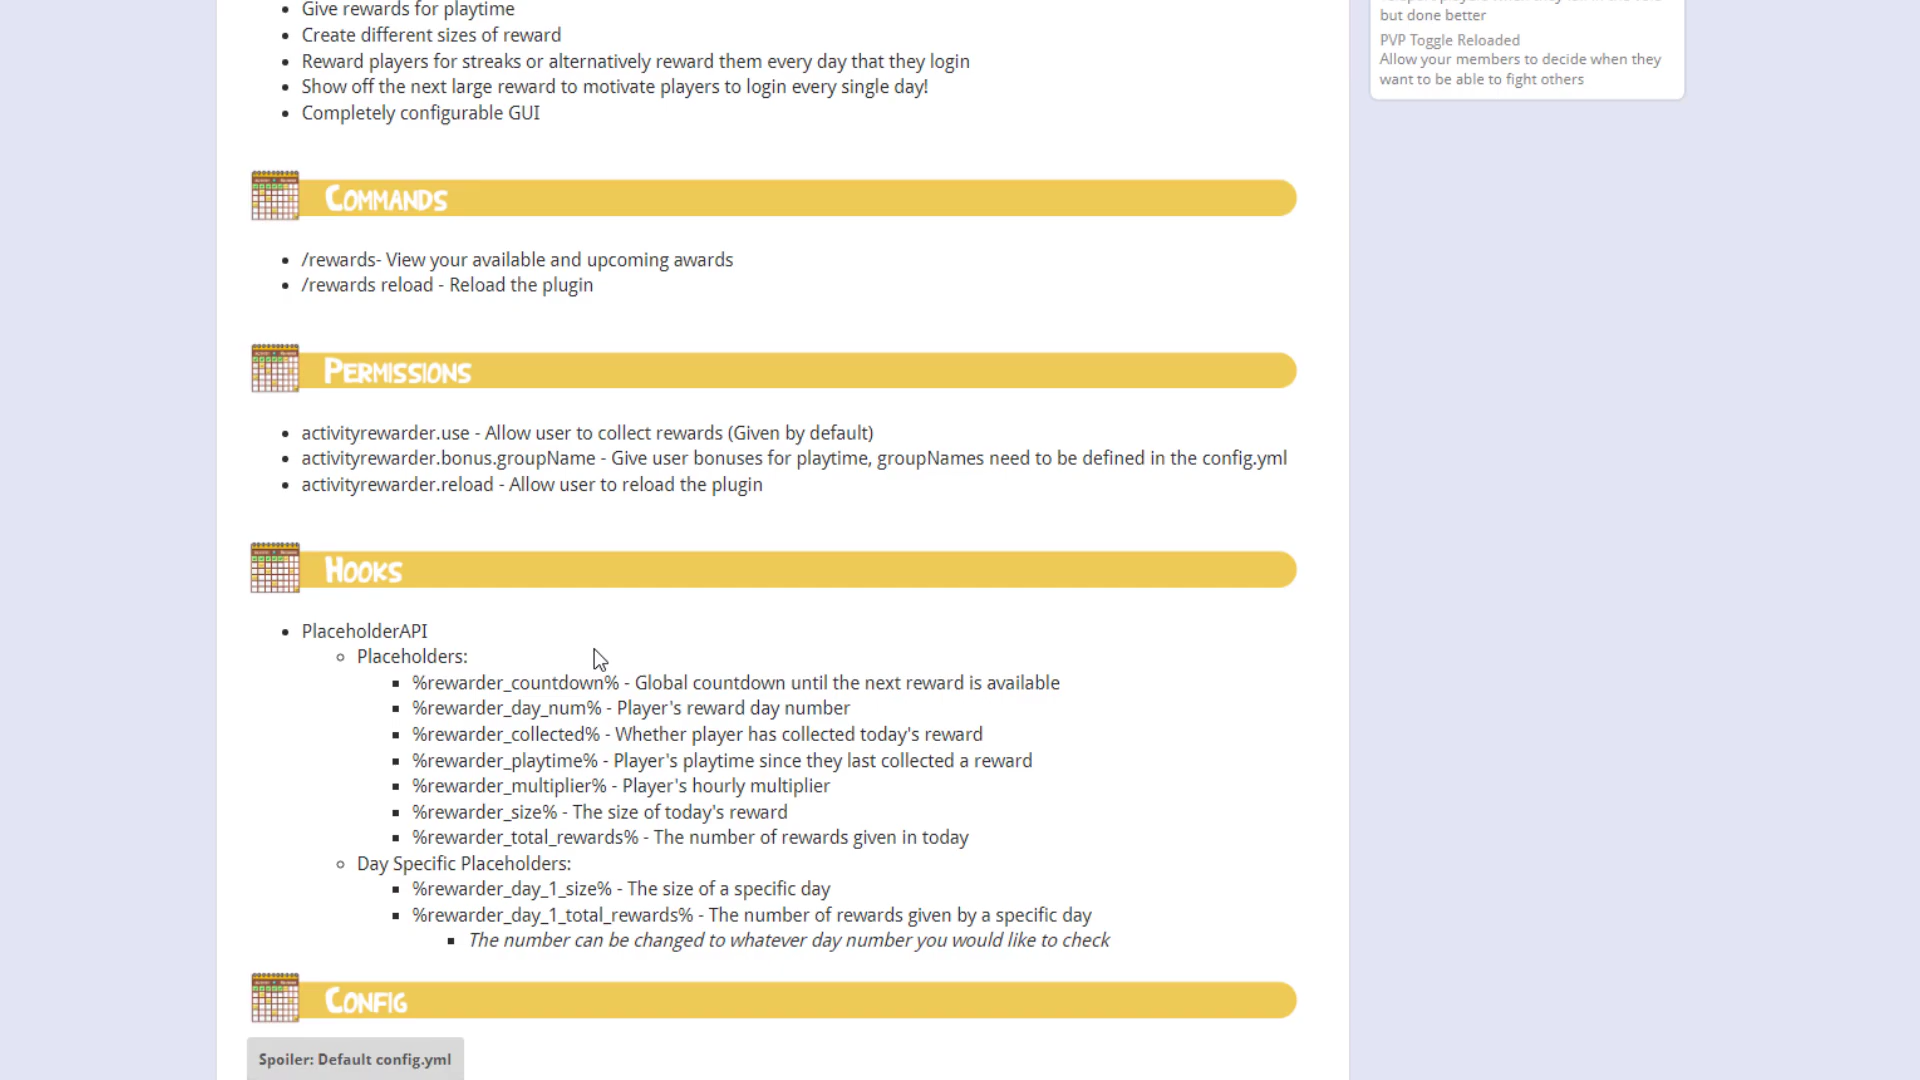 Give rewards for playtime
Create different sizes of reward
Reward players for streaks or alternatively reward them every day that they login
Show off the next large reward to motivate players to login every single day!
Completely configurable GUI
Commands
/rewards- View your available and upcoming awards
/rewards reload - Reload the plugin
Permissions
activityrewarder.use - Allow user to collect rewards (Given by default)
activityrewarder.bonus.groupName - Give user bonuses for playtime, groupNames need to be defined in the config.yml
activityrewarder.reload - Allow user to reload the plugin
Hooks
PlaceholderAPI
Placeholders:
%rewarder_countdown% - Global countdown until the next reward is available
%rewarder_day_num% - Player's reward day number
%rewarder_collected% - Whether player has collected today's reward
%rewarder_playtime% - Player's playtime since they last collected a reward
%rewarder_multiplier% - Player's hourly multiplier
%rewarder_size% - The size of today's reward
%rewarder_total_rewards% - The number of rewards given in today
Day Specific Placeholders:
%rewarder_day_1_size% - The size of a specific day
%rewarder_day_1_total_rewards% - The number of rewards given by a specific day
The number can be changed to whatever day number you would like to check
Config
Spoiler: Default config.yml
but done better
PVP Toggle Reloaded
Allow your members to decide when they
want to be able to fight others